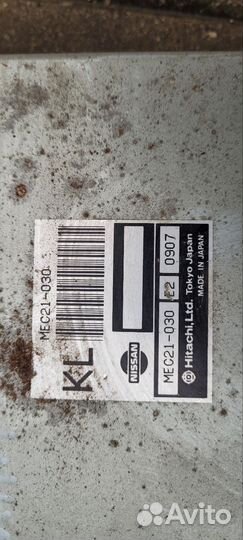 MEC21-030
KL
NISSAN
MEC21-030 E2 0907
Hitachi,Ltd. Tokyo Japan
MADE IN JAPAN
Avito